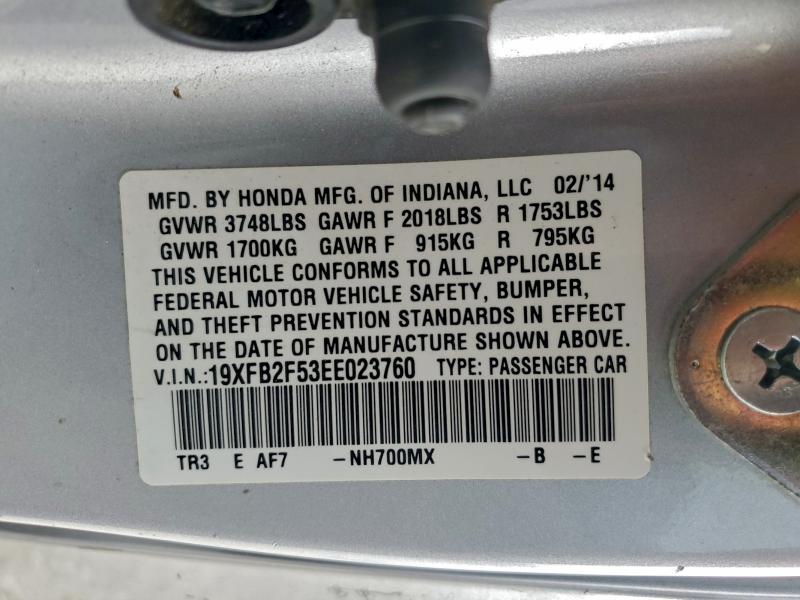 MFD. BY HONDA MFG. OF INDIANA, LLC 02/'14
GVWR 3748LBS GAWR F 2018LBS R 1753LBS
GVWR 1700KG GAWR F 915KG R 795KG
THIS VEHICLE CONFORMS TO ALL APPLICABLE
FEDERAL MOTOR VEHICLE SAFETY, BUMPER,
AND THEFT PREVENTION STANDARDS IN EFFECT
ON THE DATE OF MANUFACTURE SHOWN ABOVE.
V.I.N.:19XFB2F53EE023760 TYPE: PASSENGER CAR
TR3 E AF7 -NH700MX -B -E